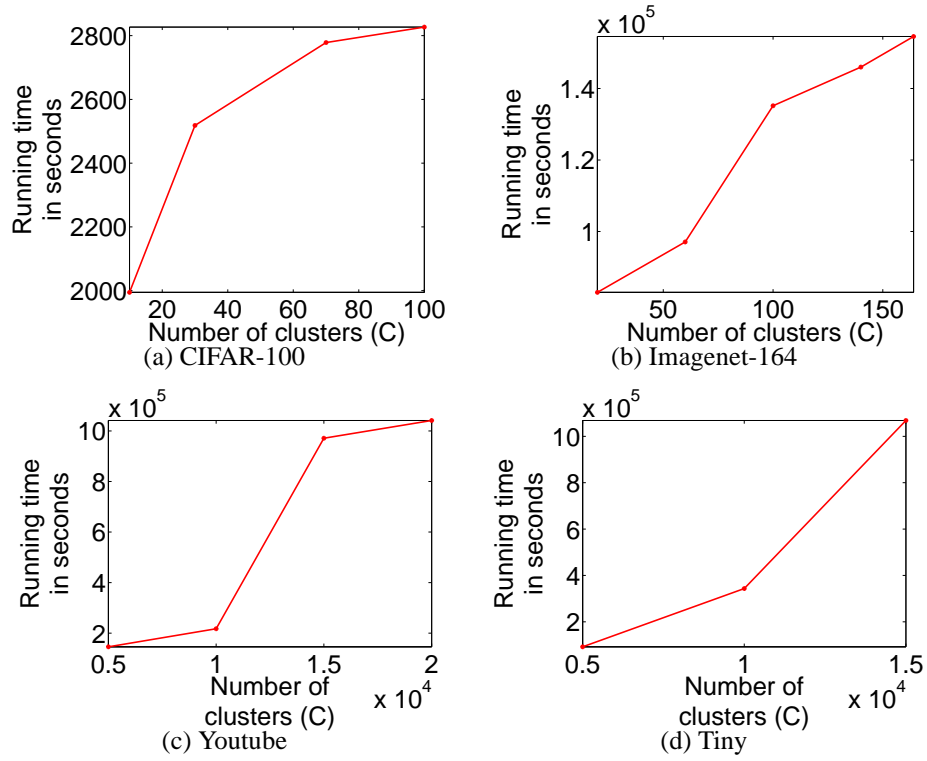 2800
2600
2400
2200
2000
Running time
in seconds
20 40 60 80 100
Number of clusters (C)
(a) CIFAR-100
x 10^5
1.4
1.2
1
Running time
in seconds
50 100 150
Number of clusters (C)
(b) Imagenet-164
x 10^5
10
8
6
4
2
Running time
in seconds
0.5 1 1.5 2
x 10^4
Number of
clusters (C)
(c) Youtube
x 10^5
10
8
6
4
2
Running time
in seconds
0.5 1 1.5
x 10^4
Number of
clusters (C)
(d) Tiny